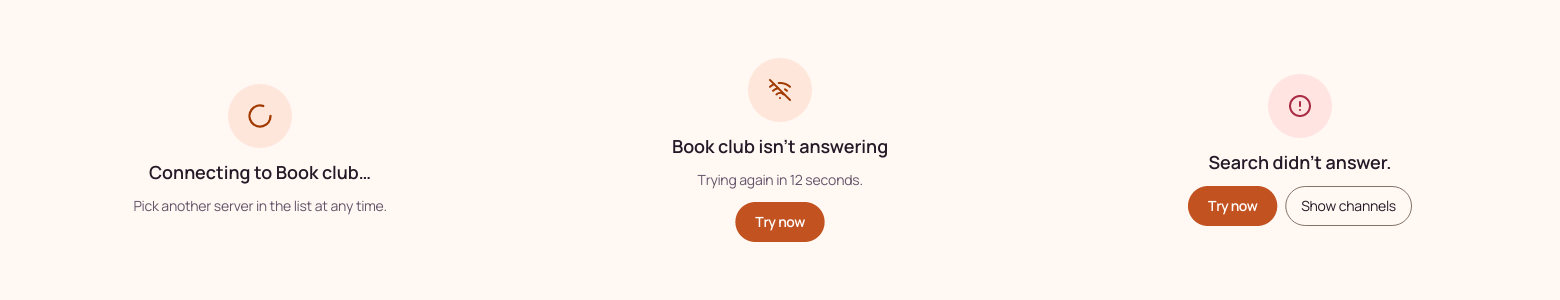 Connecting to Book club…
Pick another server in the list at any time.
Book club isn’t answering
Trying again in 12 seconds.
Try now
Search didn’t answer.
Try now
Show channels